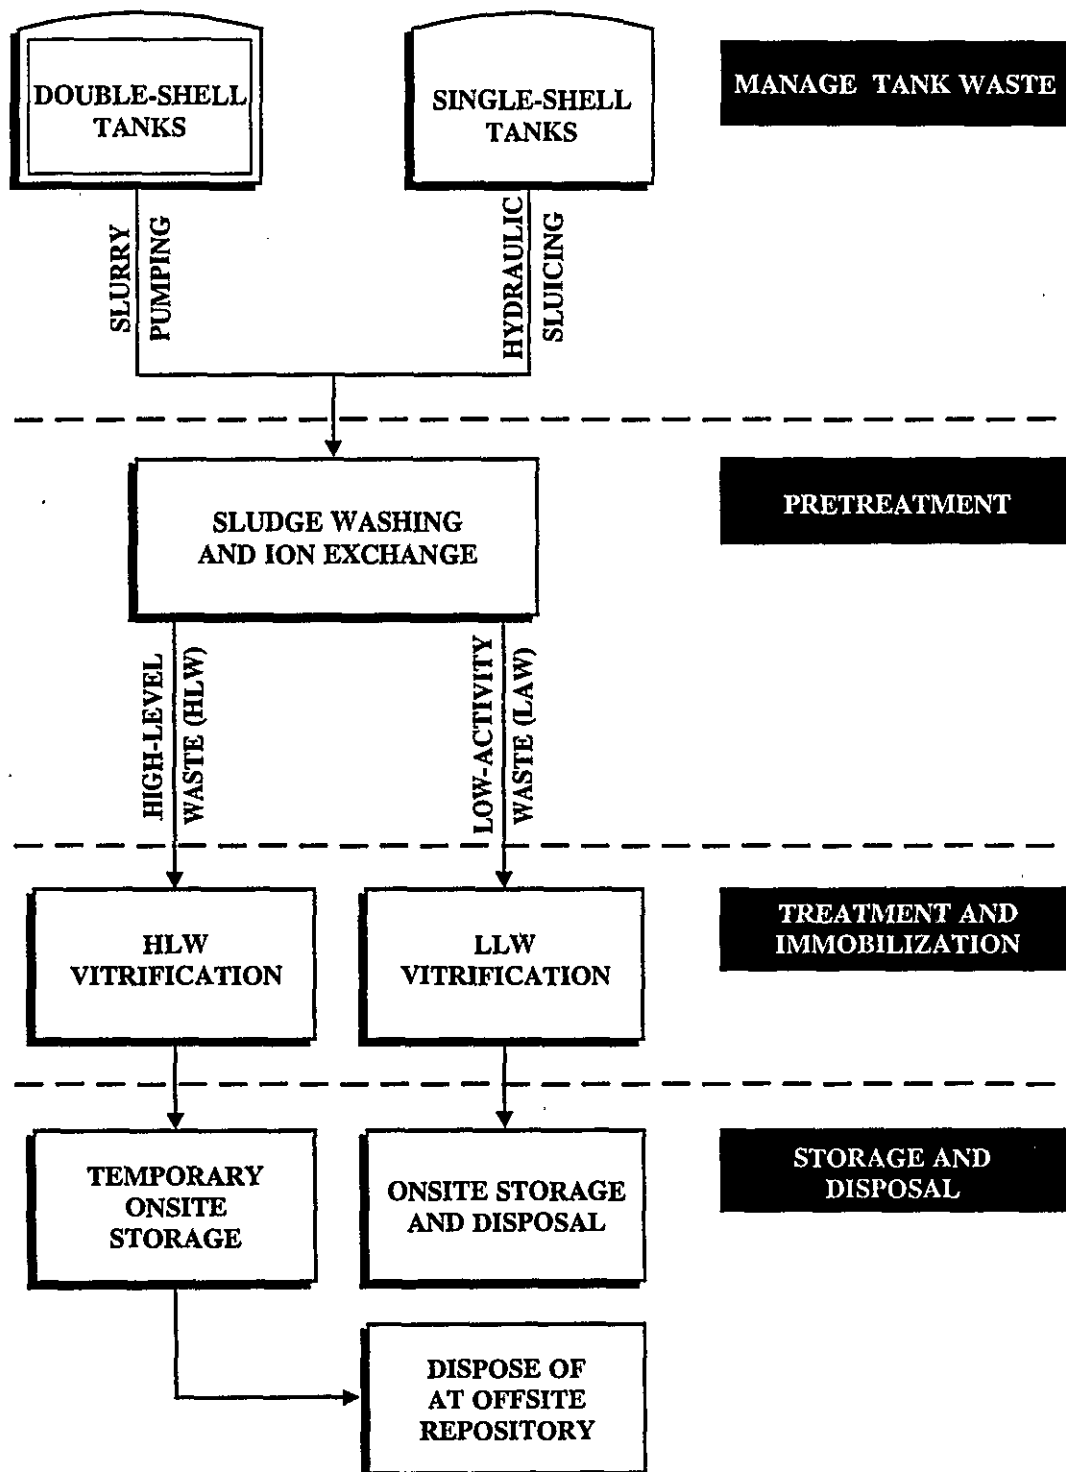 DOUBLE-SHELL
TANKS
SINGLE-SHELL
TANKS
MANAGE TANK WASTE
SLURRY
PUMPING
HYDRAULIC
SLUICING
SLUDGE WASHING
AND ION EXCHANGE
PRETREATMENT
HIGH-LEVEL
WASTE (HLW)
LOW-ACTIVITY
WASTE (LAW)
HLW
VITRIFICATION
LLW
VITRIFICATION
TREATMENT AND
IMMOBILIZATION
TEMPORARY
ONSITE
STORAGE
ONSITE STORAGE
AND DISPOSAL
STORAGE AND
DISPOSAL
DISPOSE OF
AT OFFSITE
REPOSITORY